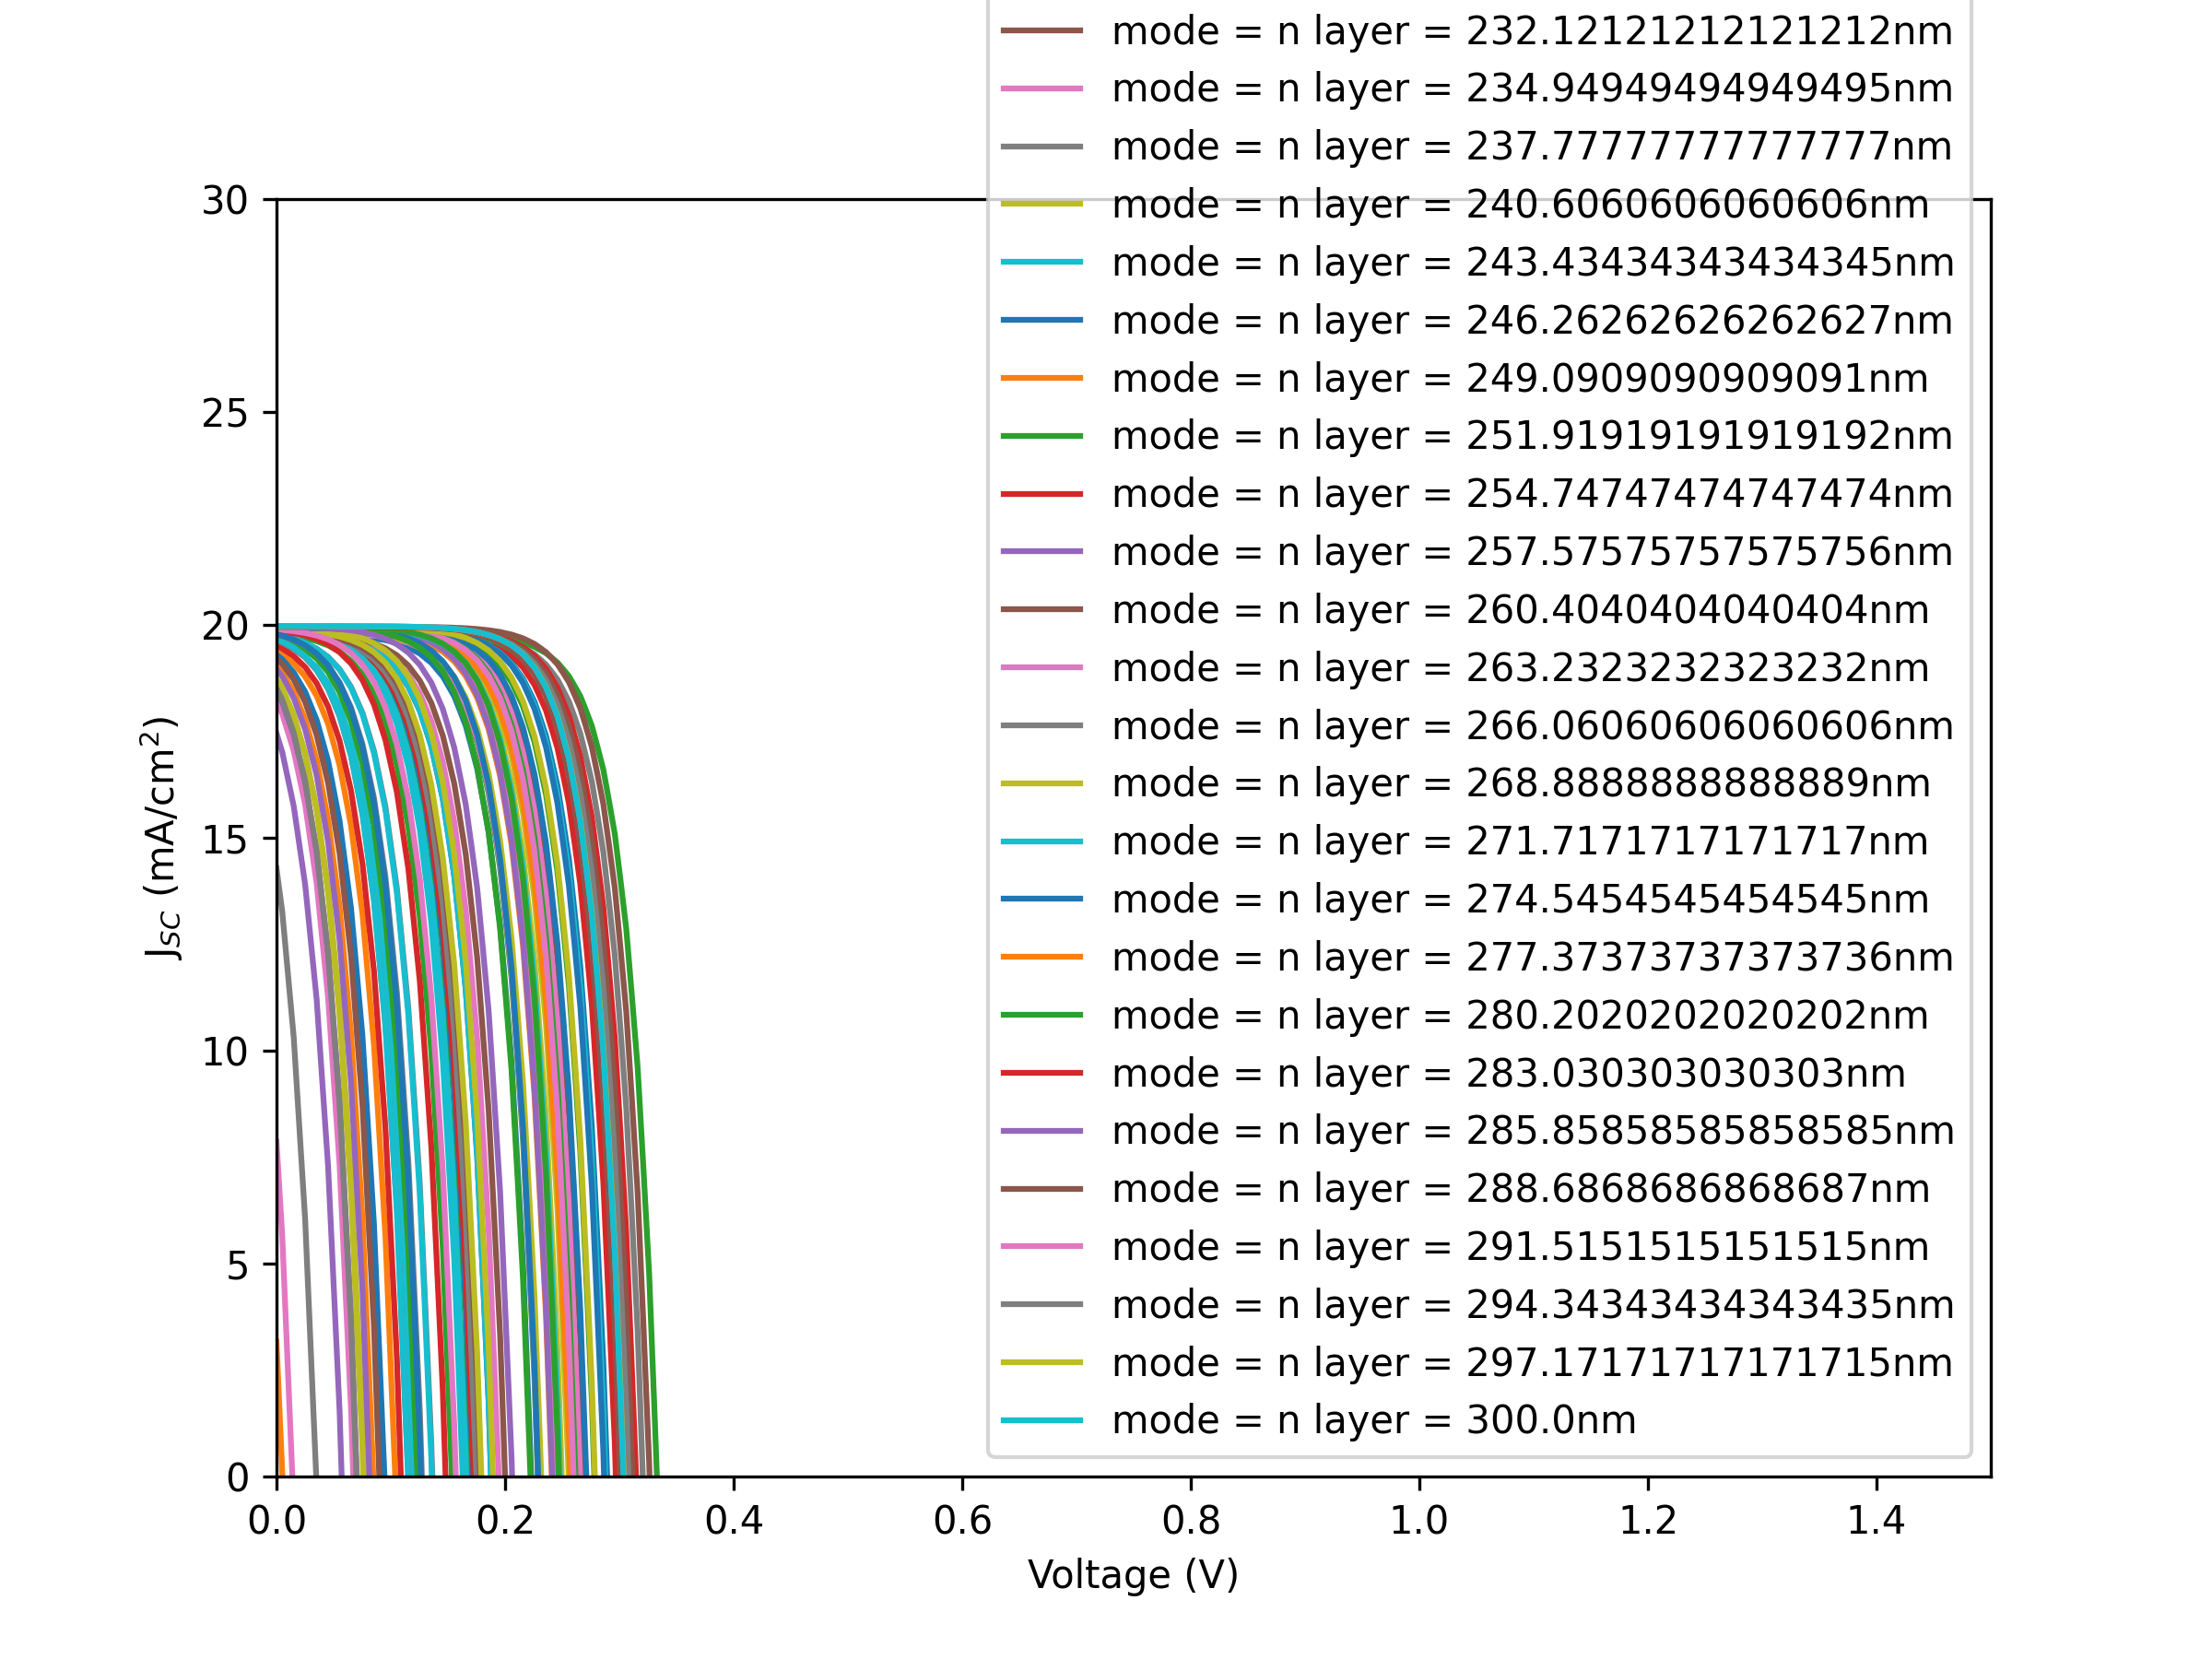 mode = n layer = 232.12121212121212nm
mode = n layer = 234.94949494949495nm
mode = n layer = 237.77777777777777nm
mode = n layer = 240.6060606060606nm
mode = n layer = 243.43434343434345nm
mode = n layer = 246.26262626262627nm
mode = n layer = 249.0909090909091nm
mode = n layer = 251.91919191919192nm
mode = n layer = 254.74747474747474nm
mode = n layer = 257.57575757575756nm
mode = n layer = 260.4040404040404nm
mode = n layer = 263.2323232323232nm
mode = n layer = 266.06060606060606nm
mode = n layer = 268.8888888888889nm
mode = n layer = 271.7171717171717nm
mode = n layer = 274.5454545454545nm
mode = n layer = 277.37373737373736nm
mode = n layer = 280.2020202020202nm
mode = n layer = 283.030303030303nm
mode = n layer = 285.85858585858585nm
mode = n layer = 288.6868686868687nm
mode = n layer = 291.5151515151515nm
mode = n layer = 294.34343434343435nm
mode = n layer = 297.17171717171715nm
mode = n layer = 300.0nm
30
25
20
15
10
5
0
J$_{SC}$ (mA/cm²)
0.0 0.2 0.4 0.6 0.8 1.0 1.2 1.4
Voltage (V)